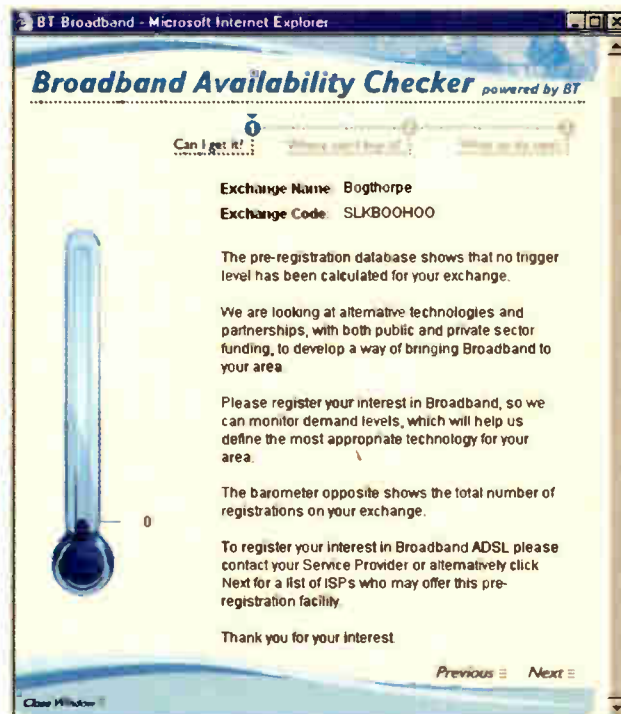 BT Broadband - Microsoft Internet Explorer
Broadband Availability Checker powered by BT
1
Can I get it?
Exchange Name Bogthorpe
Exchange Code SLKBOOHOO
The pre-registration database shows that no trigger
level has been calculated for your exchange.
We are looking at alternative technologies and
partnerships, with both public and private sector
funding, to develop a way of bringing Broadband to
your area
Please register your interest in Broadband, so we
can monitor demand levels, which will help us
define the most appropriate technology for your
area.
The barometer opposite shows the total number of
registrations on your exchange.
0
To register your interest in Broadband ADSL please
contact your Service Provider or alternatively click
Next for a list of ISPs who may offer this pre-
registration facility
Thank you for your interest
Previous Next
Close Window